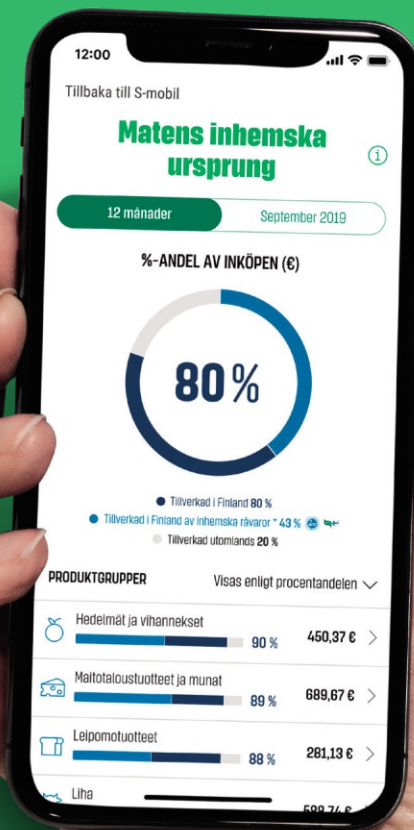 12:00
Tillbaka till S-mobil
Matens inhemska
ursprung
12 månader
September 2019
%-ANDEL AV INKÖPEN (€)
80 %
Tillverkad i Finland 80 %
Tillverkad i Finland av inhemska råvaror * 43 %
Tillverkad utomlands 20 %
PRODUKTGRUPPER
Visas enligt procentandelen
Hedelmät ja vihannekset
90 %
450,37 €
Maitotaloustuotteet ja munat
89 %
689,67 €
Leipomotuotteet
88 %
281,13 €
Liha
588,74 €